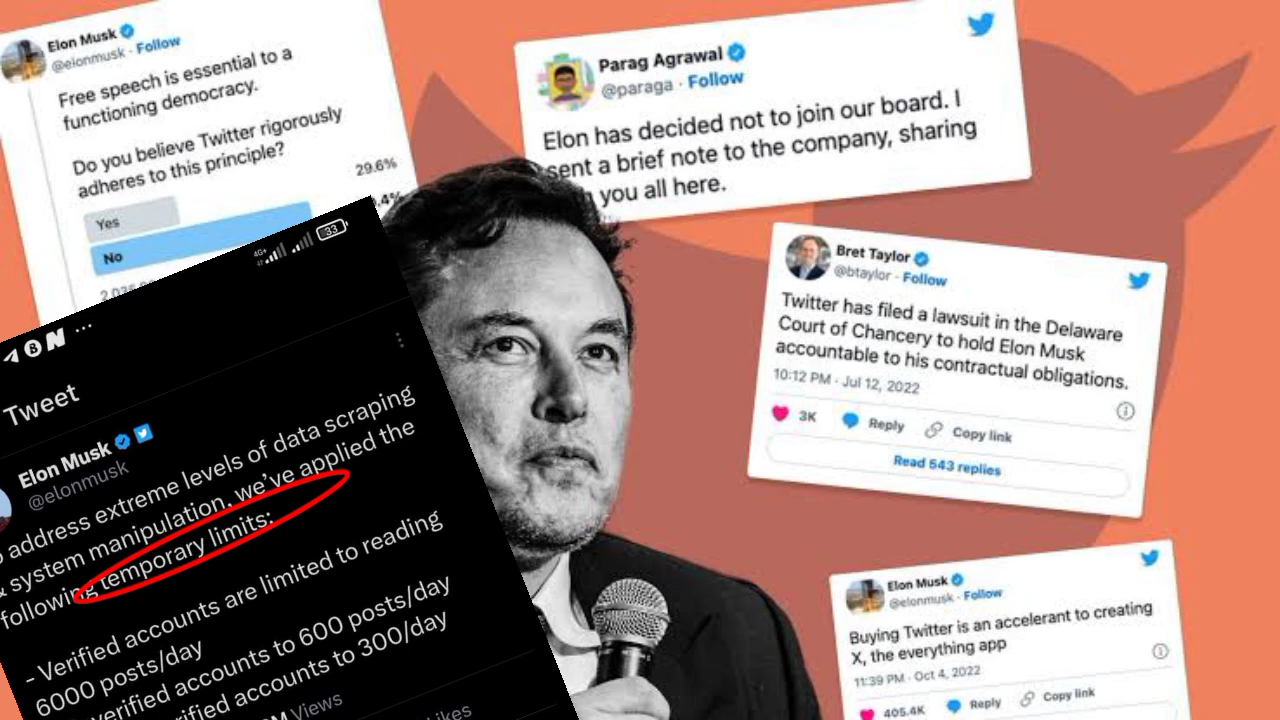 Elon Musk
@elonmusk · Follow
Free speech is essential to a
functioning democracy.
Do you believe Twitter rigorously
adheres to this principle?
29.6%
Yes
.4%
No
Parag Agrawal
@paraga · Follow
Elon has decided not to join our board. I
sent a brief note to the company, sharing
you all here.
Bret Taylor
@btaylor · Follow
Twitter has filed a lawsuit in the Delaware
Court of Chancery to hold Elon Musk
accountable to his contractual obligations.
10:12 PM · Jul 12, 2022
3K
Reply
Copy link
Read 543 replies
4G+
33
...
Tweet
Elon Musk
@elonmusk
address extreme levels of data scraping
& system manipulation, we've applied the
following temporary limits:
- Verified accounts are limited to reading
6000 posts/day
verified accounts to 600 posts/day
rified accounts to 300/day
Views
Likes
Elon Musk
@elonmusk · Follow
Buying Twitter is an accelerant to creating
X, the everything app
11:39 PM · Oct 4, 2022
405.4K
Reply
Copy link